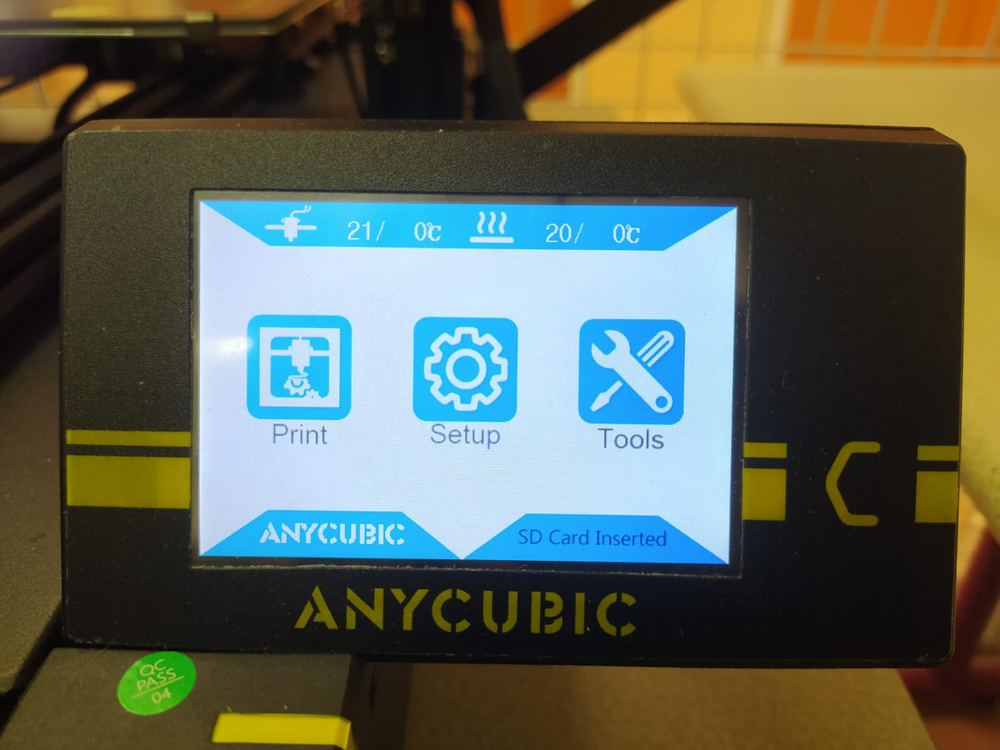 21/ 0℃ 20/ 0℃
Print Setup Tools
ANYCUBIC SD Card Inserted
ANYCUBIC
QC
PASS
04